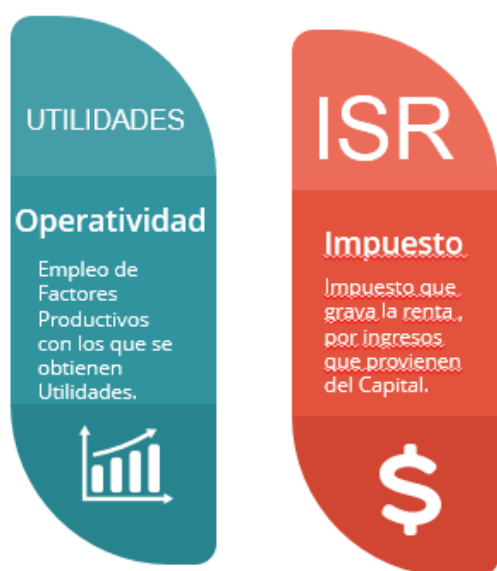 UTILIDADES
Operatividad
Empleo de
Factores
Productivos
con los que se
obtienen
Utilidades.
ISR
Impuesto
Impuesto que
grava la renta ,
por ingresos
que provienen
del Capital.
$